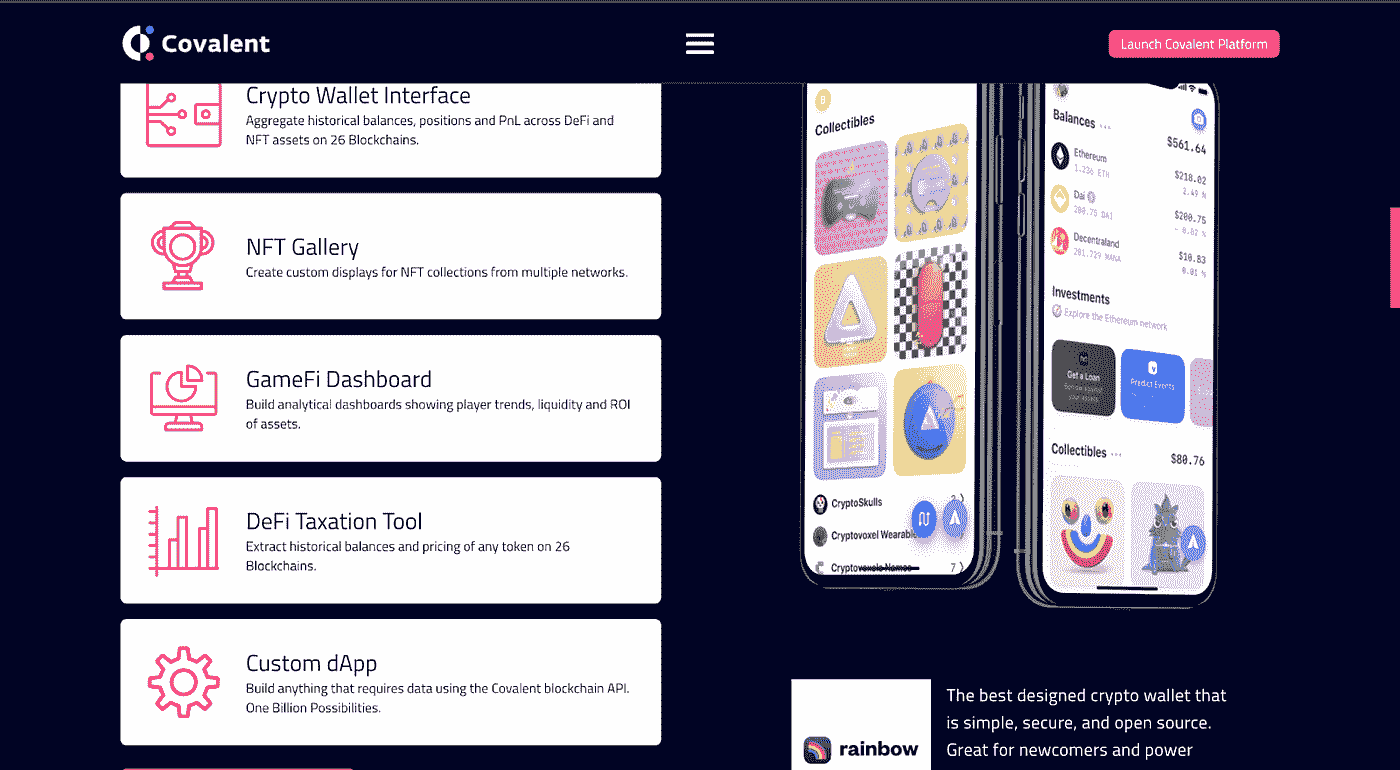 Covalent
Launch Covalent Platform
Crypto Wallet Interface
Aggregate historical balances, positions and PnL across DeFi and
NFT assets on 26 Blockchains.
NFT Gallery
Create custom displays for NFT collections from multiple networks.
GameFi Dashboard
Build analytical dashboards showing player trends, liquidity and ROI
of assets.
DeFi Taxation Tool
Extract historical balances and pricing of any token on 26
Blockchains.
Custom dApp
Build anything that requires data using the Covalent blockchain API.
One Billion Possibilities.
Collectibles
CryptoSkulls
Cryptovoxel Wearable
Cryptovoxels Names 7
Balances
$561.64
Ethereum $218.02
1.236 ETH 2.49 %
Dai $200.75
200.75 DAI 0.02 %
Decentraland $10.83
201.729 MANA 0.01 %
Investments
Explore the Ethereum network
Get a Loan
Predict Events
Collectibles $80.76
rainbow
The best designed crypto wallet that
is simple, secure, and open source.
Great for newcomers and power